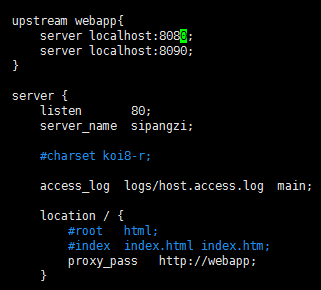 upstream webapp{
    server localhost:8080;
    server localhost:8090;
}
server {
    listen       80;
    server_name  sipangzi;
    #charset koi8-r;
    access_log  logs/host.access.log  main;
    location / {
        #root   html;
        #index  index.html index.htm;
        proxy_pass   http://webapp;
    }